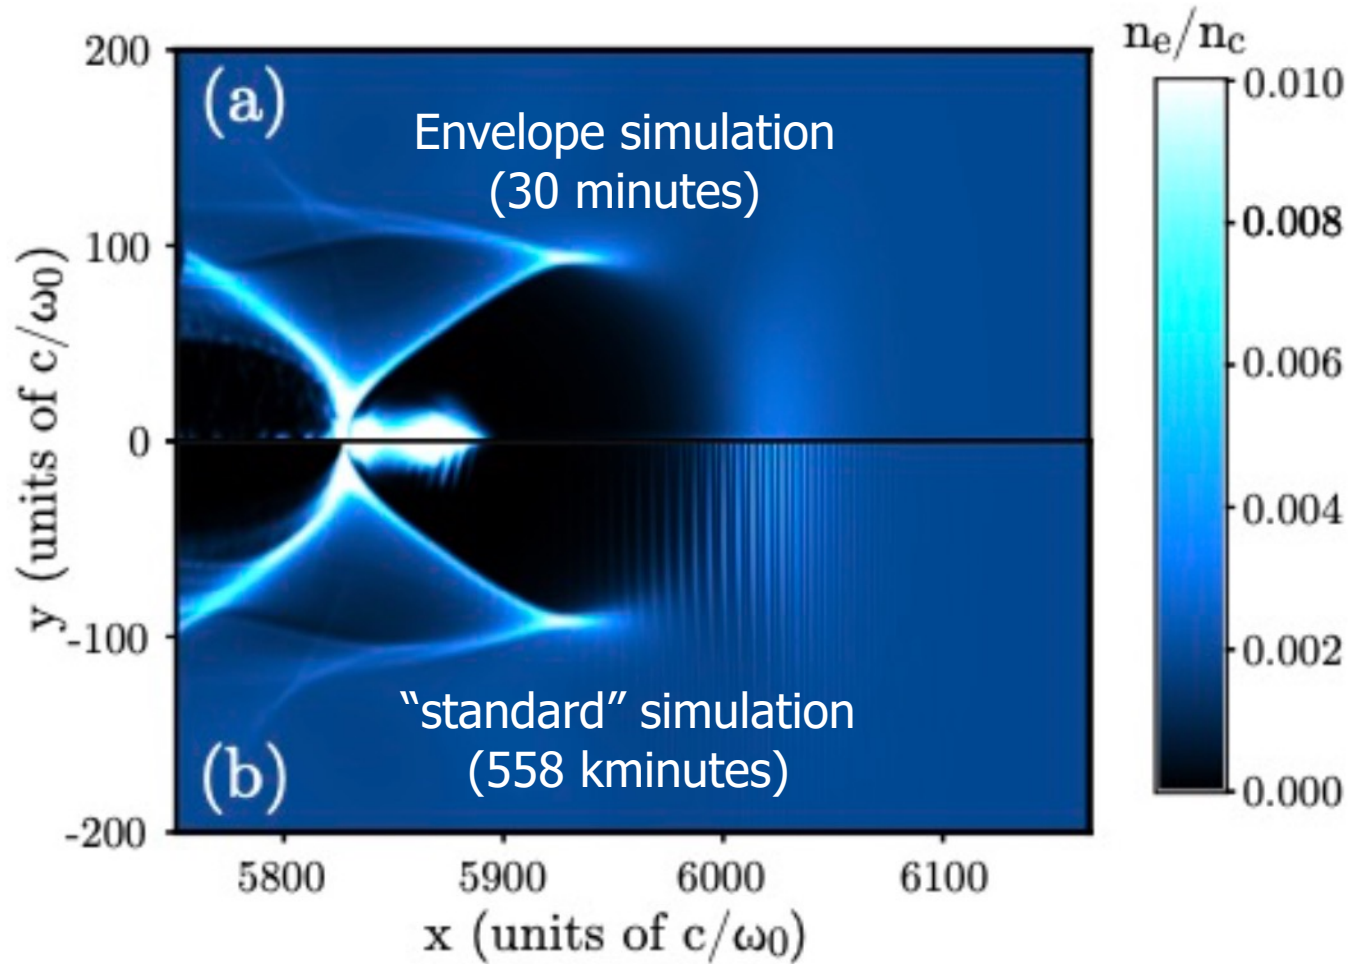 n_e/n_c
200
(a)
0.010
Envelope simulation
(30 minutes)
0.008
100
y (units of c/ω0)
0.006
0
0.004
-100
0.002
“standard” simulation
(b)
(558 kminutes)
0.000
-200
5800 5900 6000 6100
x (units of c/ω0)